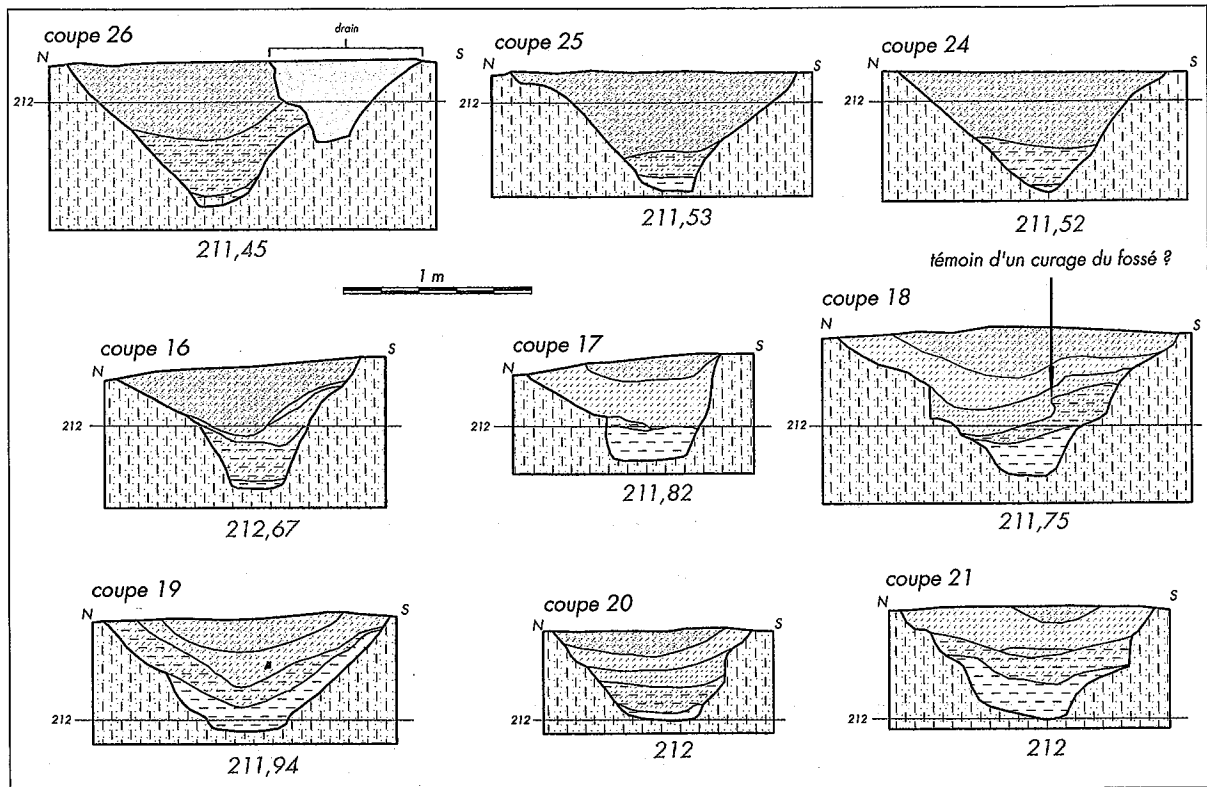 coupe 26
drain
N
S
212
211,45
coupe 25
N
S
212
211,53
coupe 24
N
S
212
211,52
1 m
témoin d'un curage du fossé ?
coupe 16
N
S
212
212,67
coupe 17
N
S
212
211,82
coupe 18
N
S
212
211,75
coupe 19
N
S
212
211,94
coupe 20
N
S
212
212
coupe 21
N
S
212
212